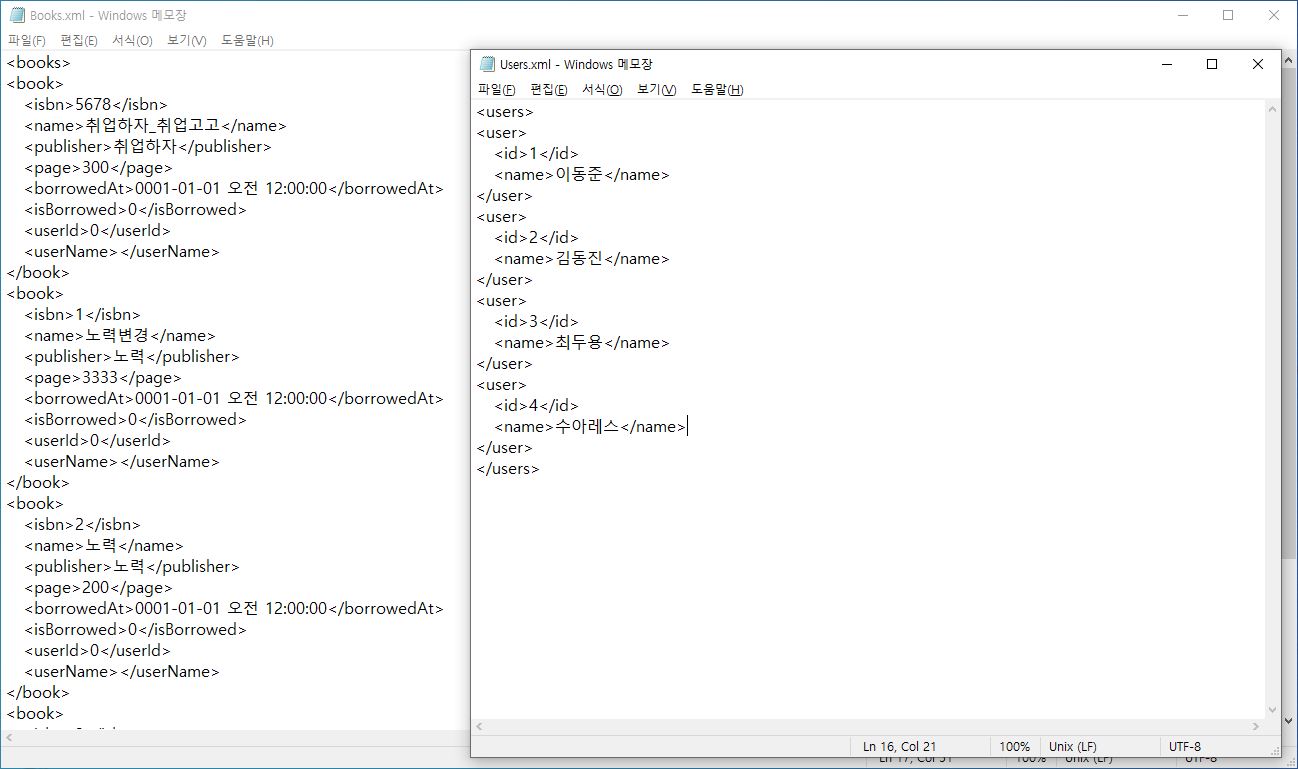 Books.xml - Windows 메모장
파일(F) 편집(E) 서식(O) 보기(V) 도움말(H)
<books>
<book>
<isbn>5678</isbn>
<name>취업하자_취업고고</name>
<publisher>취업하자</publisher>
<page>300</page>
<borrowedAt>0001-01-01 오전 12:00:00</borrowedAt>
<isBorrowed>0</isBorrowed>
<userId>0</userId>
<userName></userName>
</book>
<book>
<isbn>1</isbn>
<name>노력변경</name>
<publisher>노력</publisher>
<page>3333</page>
<borrowedAt>0001-01-01 오전 12:00:00</borrowedAt>
<isBorrowed>0</isBorrowed>
<userId>0</userId>
<userName></userName>
</book>
<book>
<isbn>2</isbn>
<name>노력</name>
<publisher>노력</publisher>
<page>200</page>
<borrowedAt>0001-01-01 오전 12:00:00</borrowedAt>
<isBorrowed>0</isBorrowed>
<userId>0</userId>
<userName></userName>
</book>
<book>
Users.xml - Windows 메모장
파일(F) 편집(E) 서식(O) 보기(V) 도움말(H)
<users>
<user>
<id>1</id>
<name>이동준</name>
</user>
<user>
<id>2</id>
<name>김동진</name>
</user>
<user>
<id>3</id>
<name>최두용</name>
</user>
<user>
<id>4</id>
<name>수아레스</name>
</user>
</users>
Ln 16, Col 21 100% Unix (LF) UTF-8
Ln 17, Col 31 100% Unix (LF) UTF-8